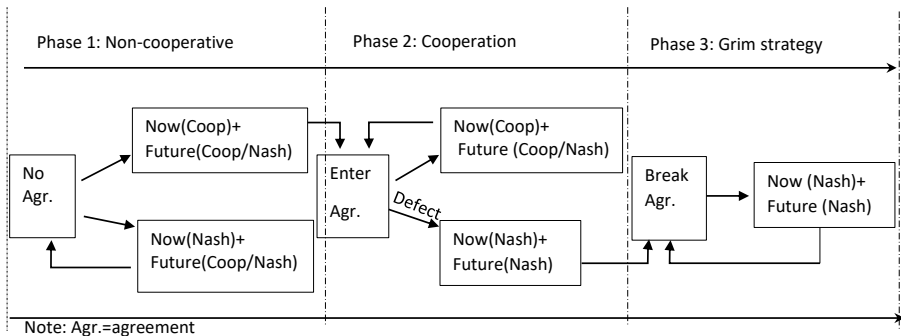 Phase 1: Non-cooperative
Phase 2: Cooperation
Phase 3: Grim strategy
No
Agr.
Now(Coop)+
Future(Coop/Nash)
Now(Nash)+
Future(Coop/Nash)
Enter
Agr.
Defect
Now(Coop)+
Future (Coop/Nash)
Now(Nash)+
Future(Nash)
Break
Agr.
Now (Nash)+
Future (Nash)
Note: Agr.=agreement